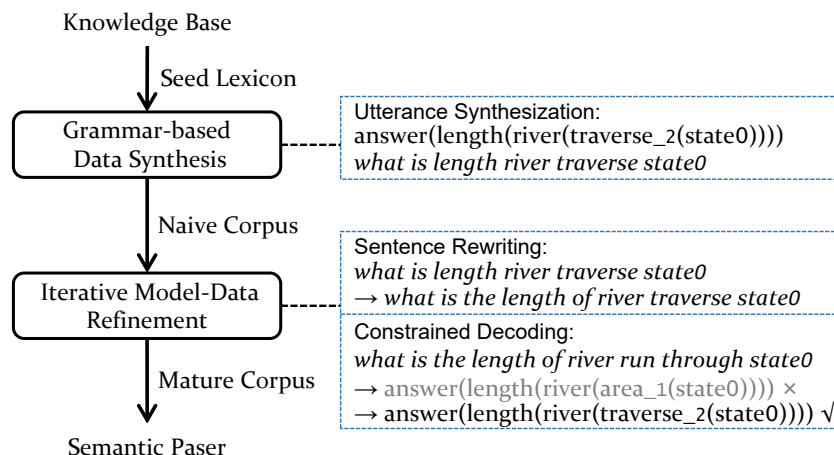 Knowledge Base
Seed Lexicon
Grammar-based
Data Synthesis
Utterance Synthesization:
answer(length(river(traverse_2(state0))))
what is length river traverse state0
Naive Corpus
Iterative Model-Data
Refinement
Sentence Rewriting:
what is length river traverse state0
→ what is the length of river traverse state0
Constrained Decoding:
what is the length of river run through state0
→ answer(length(river(area_1(state0)))) ×
→ answer(length(river(traverse_2(state0)))) √
Mature Corpus
Semantic Paser